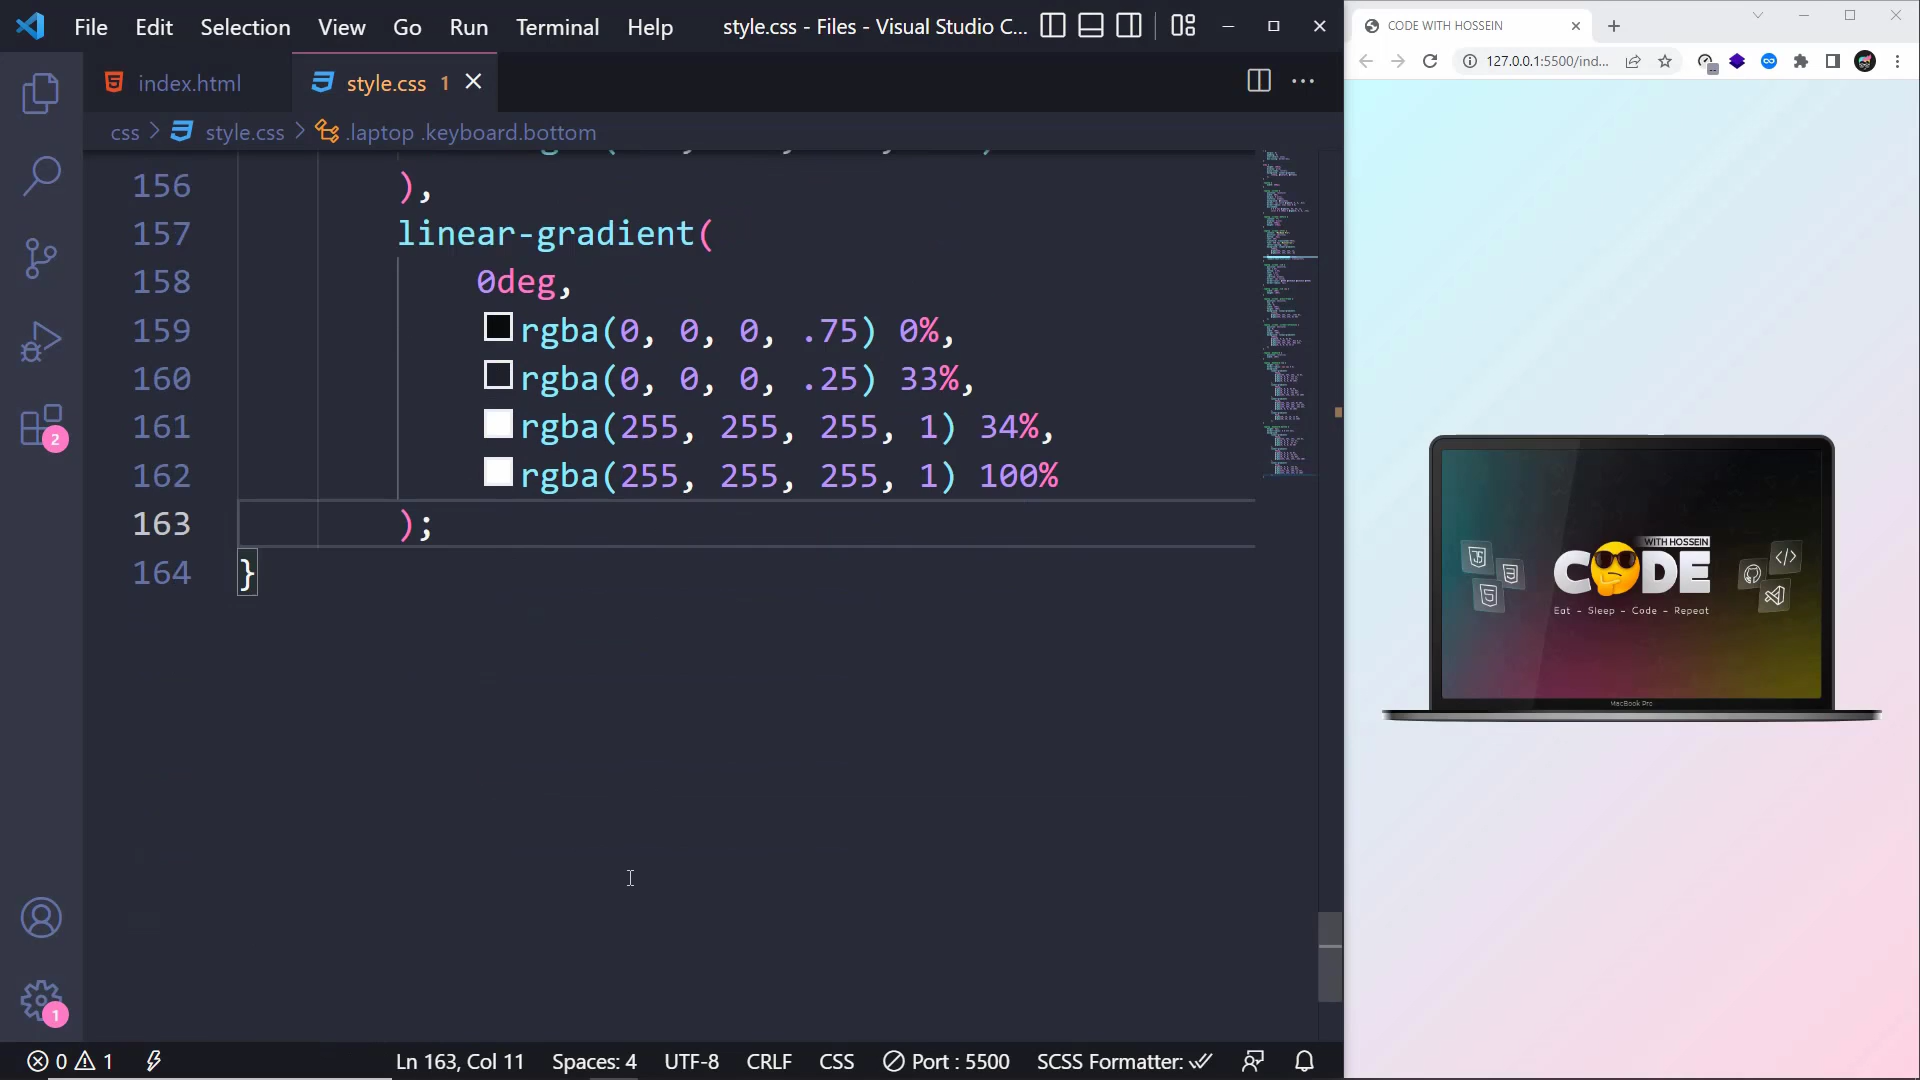 File Edit Selection View Go Run Terminal Help style.css - Files - Visual Studio C...
index.html style.css 1
css > style.css > .laptop .keyboard.bottom
156 ),
157 linear-gradient(
158 0deg,
159 rgba(0, 0, 0, .75) 0%,
160 rgba(0, 0, 0, .25) 33%,
161 rgba(255, 255, 255, 1) 34%,
162 rgba(255, 255, 255, 1) 100%
163 );
164 }
2
1
0 1 Ln 163, Col 11 Spaces: 4 UTF-8 CRLF CSS Port : 5500 SCSS Formatter:
CODE WITH HOSSEIN
127.0.0.1:5500/ind...
WITH HOSSEIN
CODE
Eat - Sleep - Code - Repeat
MacBook Pro